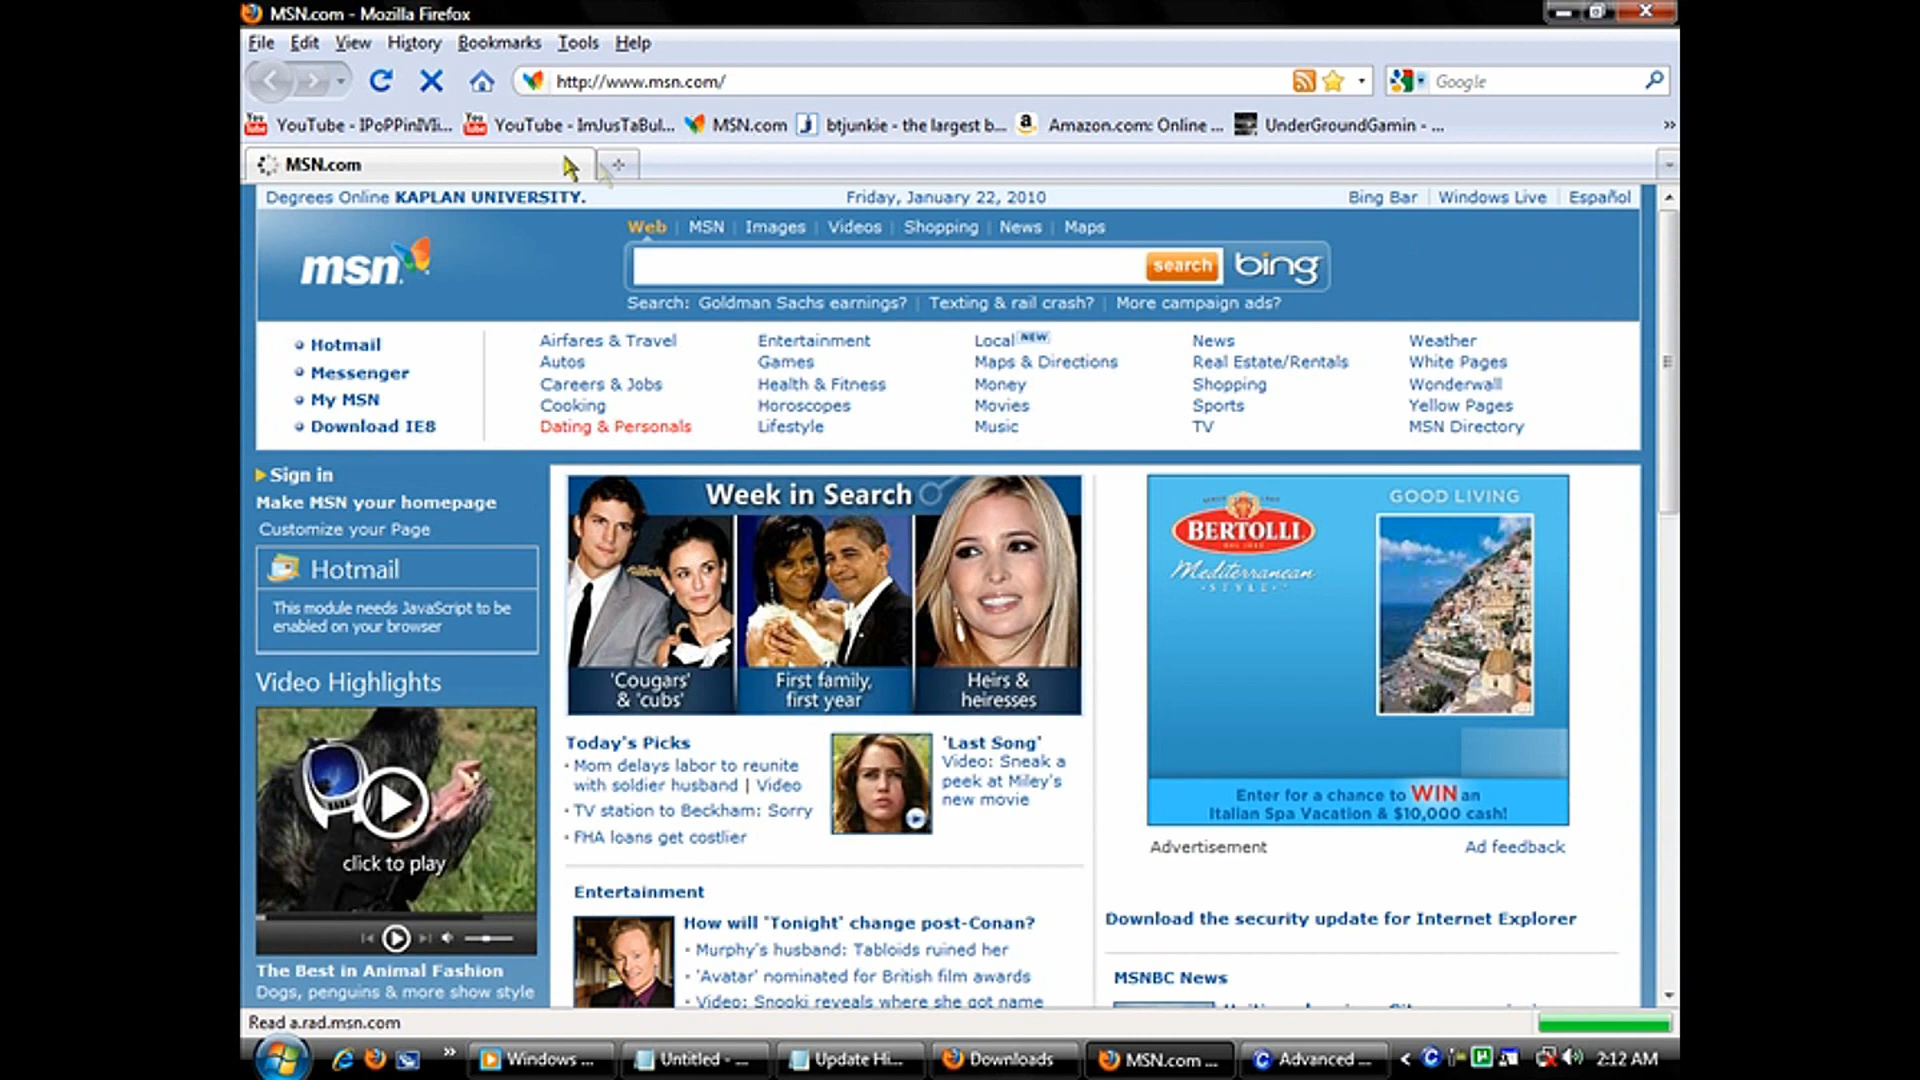 MSN.com - Mozilla Firefox
File Edit View History Bookmarks Tools Help
http://www.msn.com/
Google
YouTube - IPoPPinIVIi... YouTube - ImJusTaBul... MSN.com btjunkie - the largest b... Amazon.com: Online ... UnderGroundGamin - ...
MSN.com
Degrees Online KAPLAN UNIVERSITY.
Friday, January 22, 2010
Bing Bar | Windows Live | Español
Web | MSN | Images | Videos | Shopping | News | Maps
msn
search bing
Search: Goldman Sachs earnings? | Texting & rail crash? | More campaign ads?
Hotmail
Messenger
My MSN
Download IE8
Airfares & Travel
Autos
Careers & Jobs
Cooking
Dating & Personals
Entertainment
Games
Health & Fitness
Horoscopes
Lifestyle
Local NEW
Maps & Directions
Money
Movies
Music
News
Real Estate/Rentals
Shopping
Sports
TV
Weather
White Pages
Wonderwall
Yellow Pages
MSN Directory
Sign in
Make MSN your homepage
Customize your Page
Hotmail
This module needs JavaScript to be
enabled on your browser
Video Highlights
click to play
The Best in Animal Fashion
Dogs, penguins & more show style
Week in Search
'Cougars'
& 'cubs'
First family,
first year
Heirs &
heiresses
Today's Picks
Mom delays labor to reunite
with soldier husband | Video
TV station to Beckham: Sorry
FHA loans get costlier
'Last Song'
Video: Sneak a
peek at Miley's
new movie
Entertainment
How will 'Tonight' change post-Conan?
Murphy's husband: Tabloids ruined her
'Avatar' nominated for British film awards
Video: Snooki reveals where she got name
BERTOLLI
Mediterranean
STYLE
GOOD LIVING
Enter for a chance to WIN an
Italian Spa Vacation & $10,000 cash!
Advertisement
Ad feedback
Download the security update for Internet Explorer
MSNBC News
Read a.rad.msn.com
Windows ... Untitled - ... Update Hi... Downloads MSN.com ... Advanced ... 2:12 AM